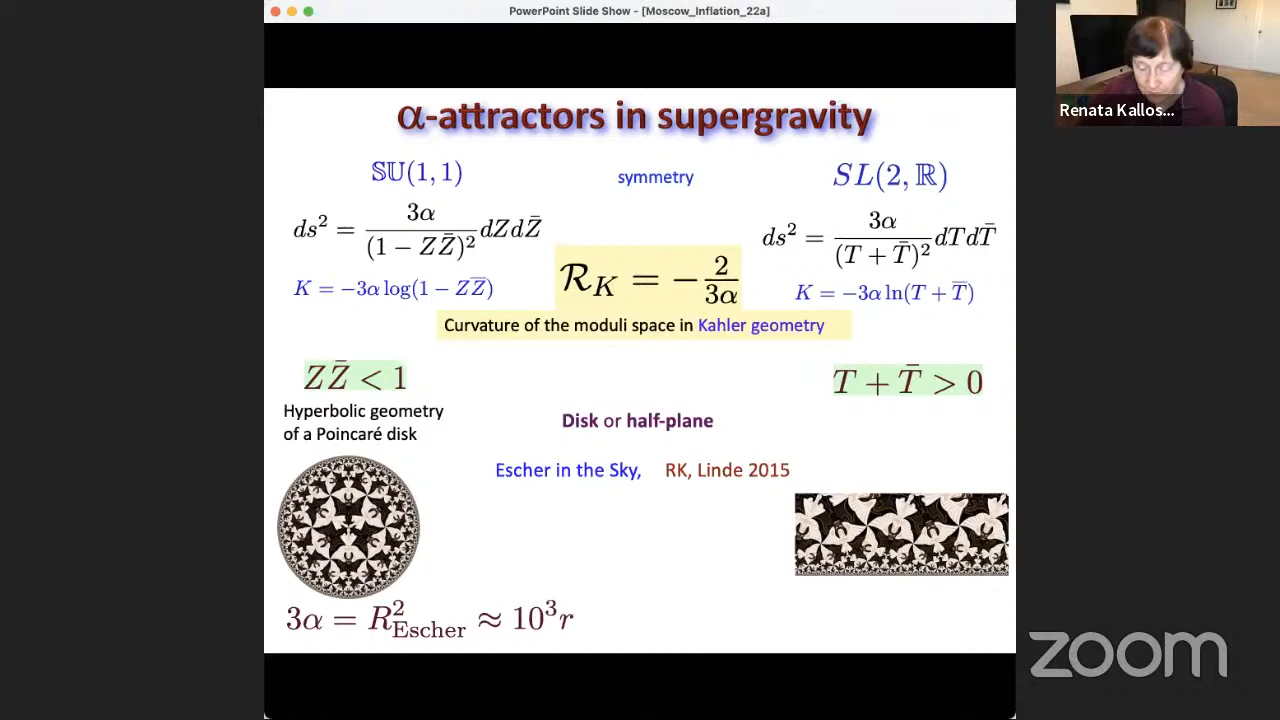 PowerPoint Slide Show - [Moscow_Inflation_22a]
Renata Kallos...
α-attractors in supergravity
𝕊𝕌(1, 1)
symmetry
SL(2, ℝ)
ds² = 3α/(1 − ZZ̄)² dZdZ̄
ds² = 3α/(T + T̄)² dTdT̄
K = −3α log(1 − ZZ̄)
ℛ_K = −2/3α
K = −3α ln(T + T̄)
Curvature of the moduli space in Kahler geometry
ZZ̄ < 1
T + T̄ > 0
Hyperbolic geometry
of a Poincaré disk
Disk or half-plane
Escher in the Sky, RK, Linde 2015
3α = R²_Escher ≈ 10³r
zoom